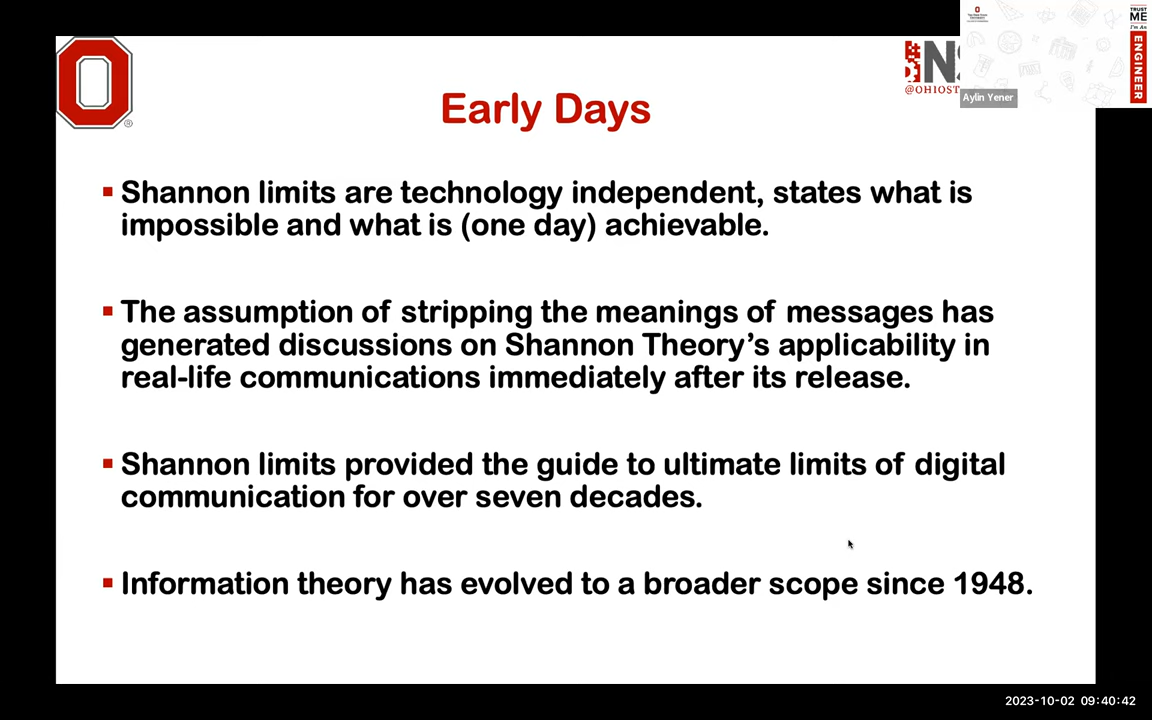 TRUST
ME
I'm An
ENGINEER
Aylin Yener
@OHIOST
Early Days
Shannon limits are technology independent, states what is
impossible and what is (one day) achievable.
The assumption of stripping the meanings of messages has
generated discussions on Shannon Theory's applicability in
real-life communications immediately after its release.
Shannon limits provided the guide to ultimate limits of digital
communication for over seven decades.
Information theory has evolved to a broader scope since 1948.
2023-10-02 09:40:42